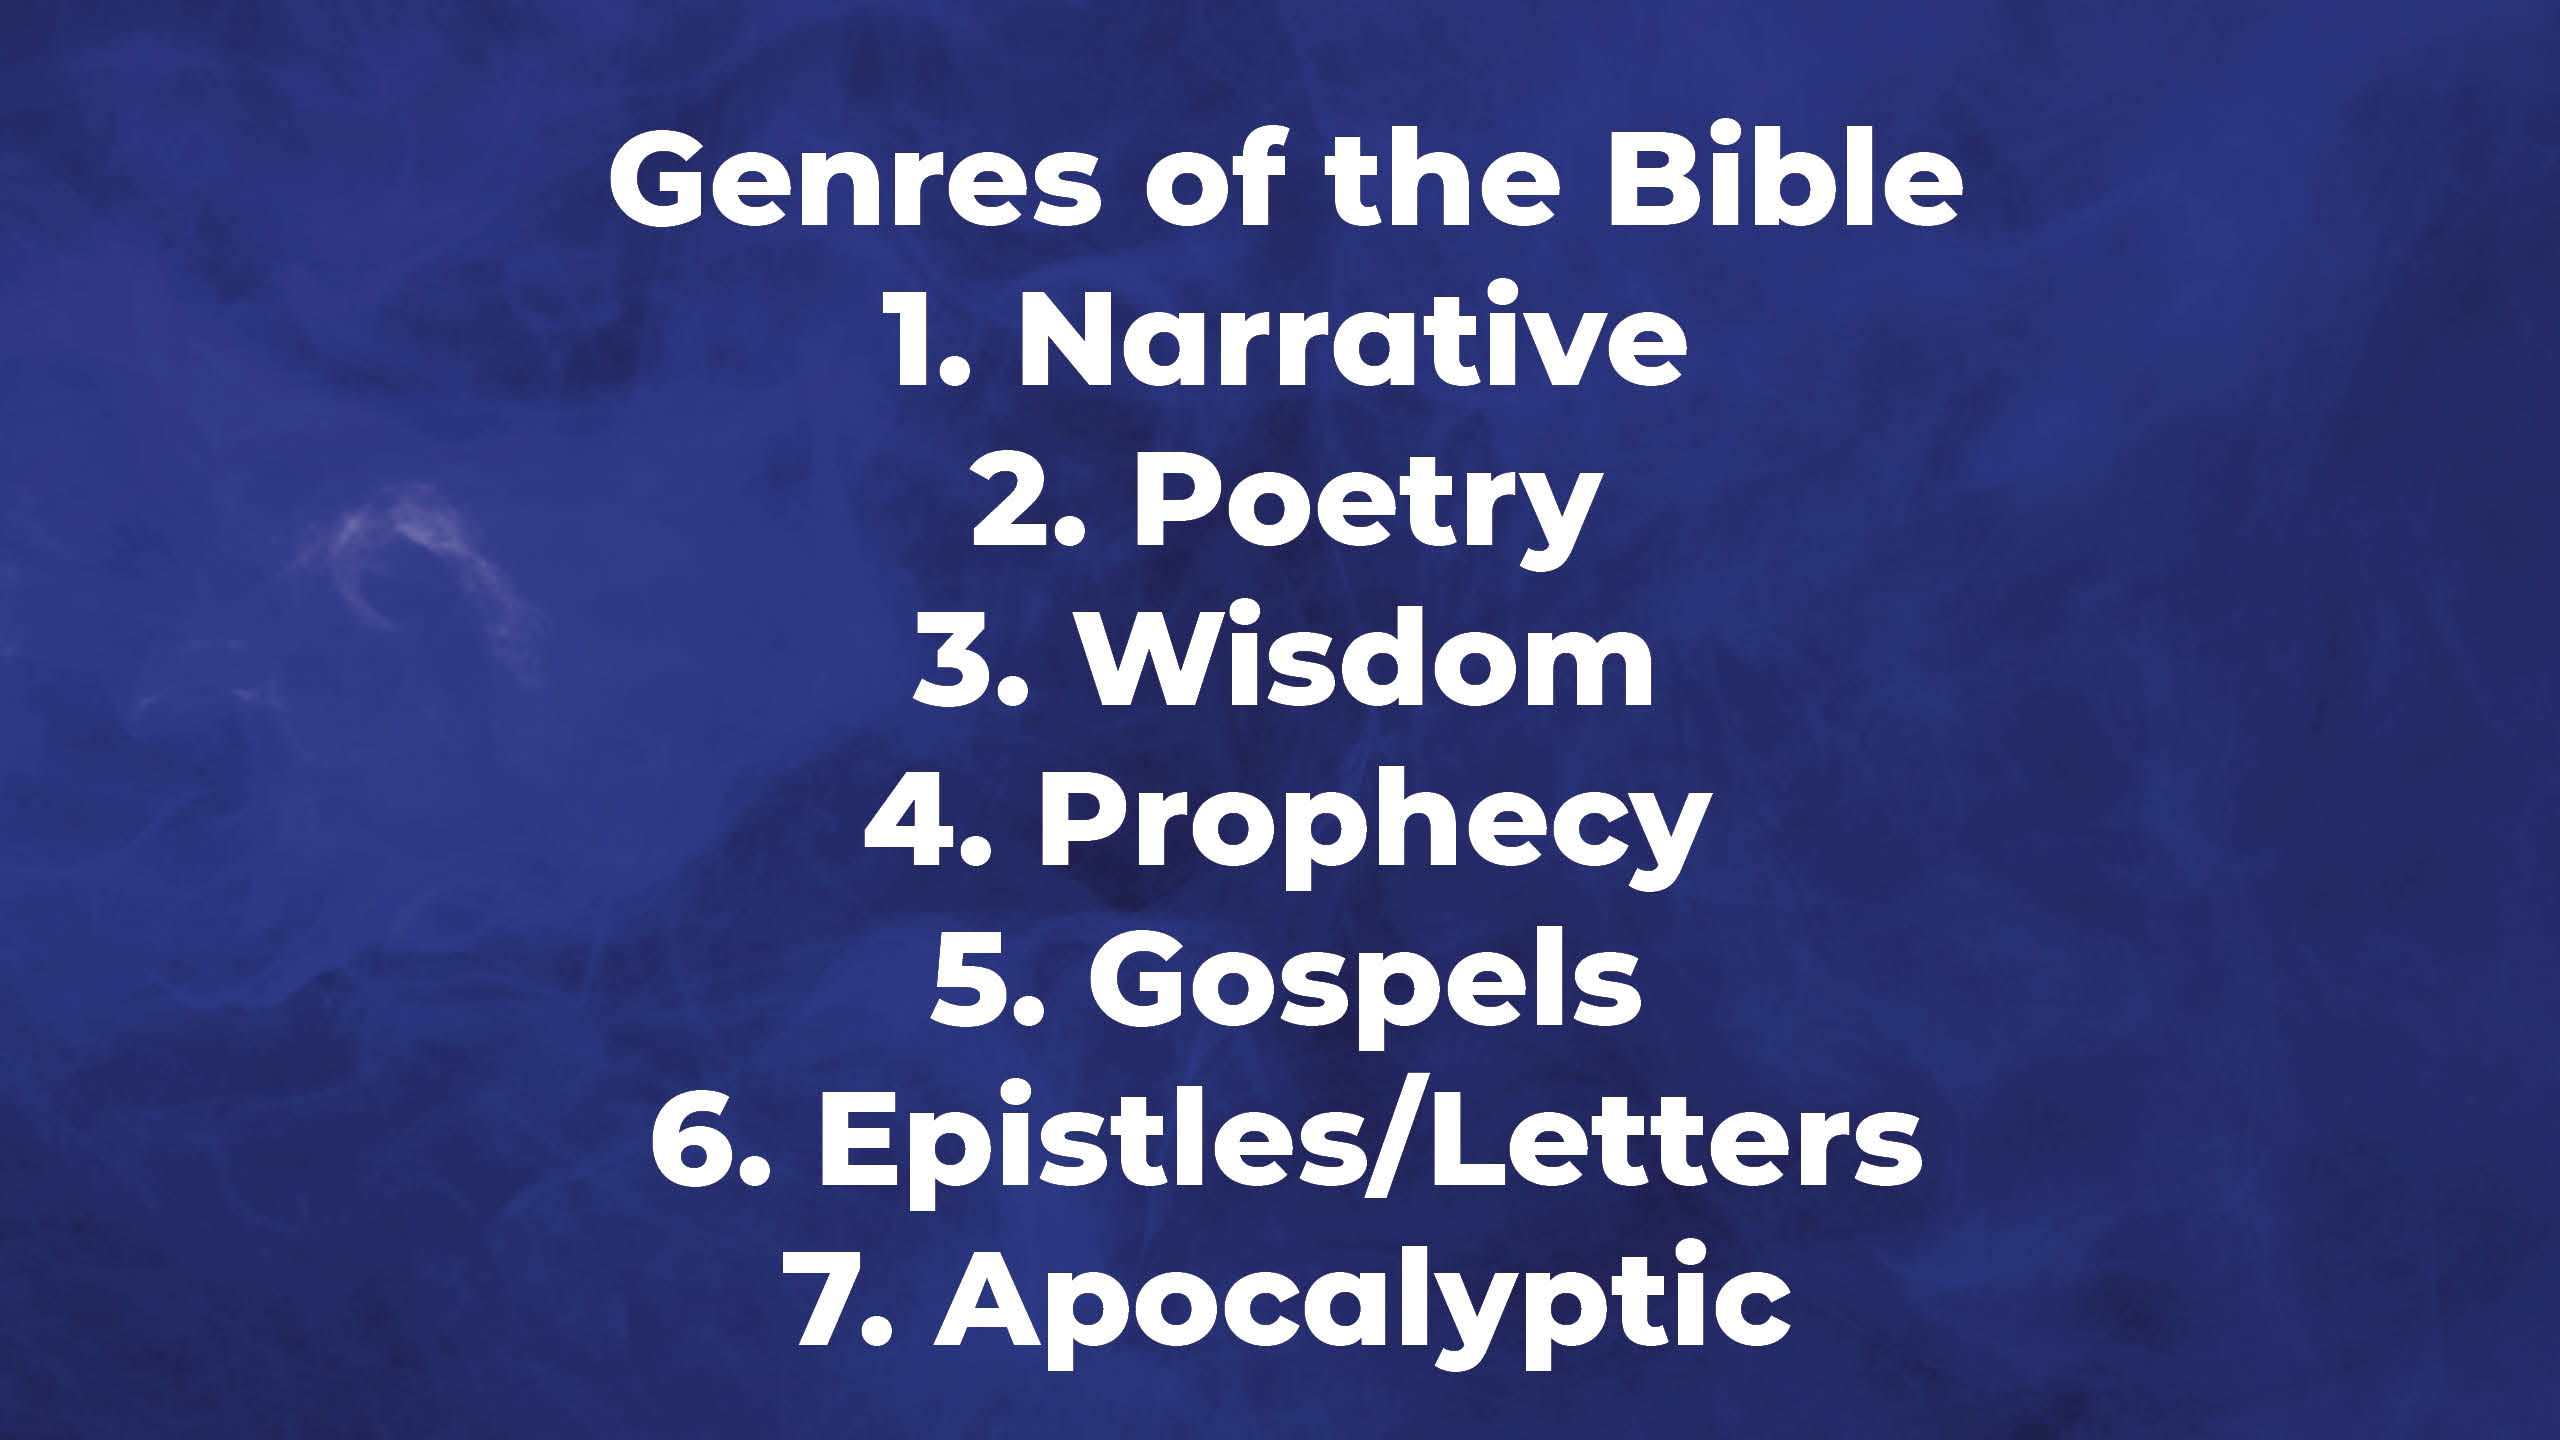 Genres of the Bible
1. Narrative
2. Poetry
3. Wisdom
4. Prophecy
5. Gospels
6. Epistles/Letters
7. Apocalyptic